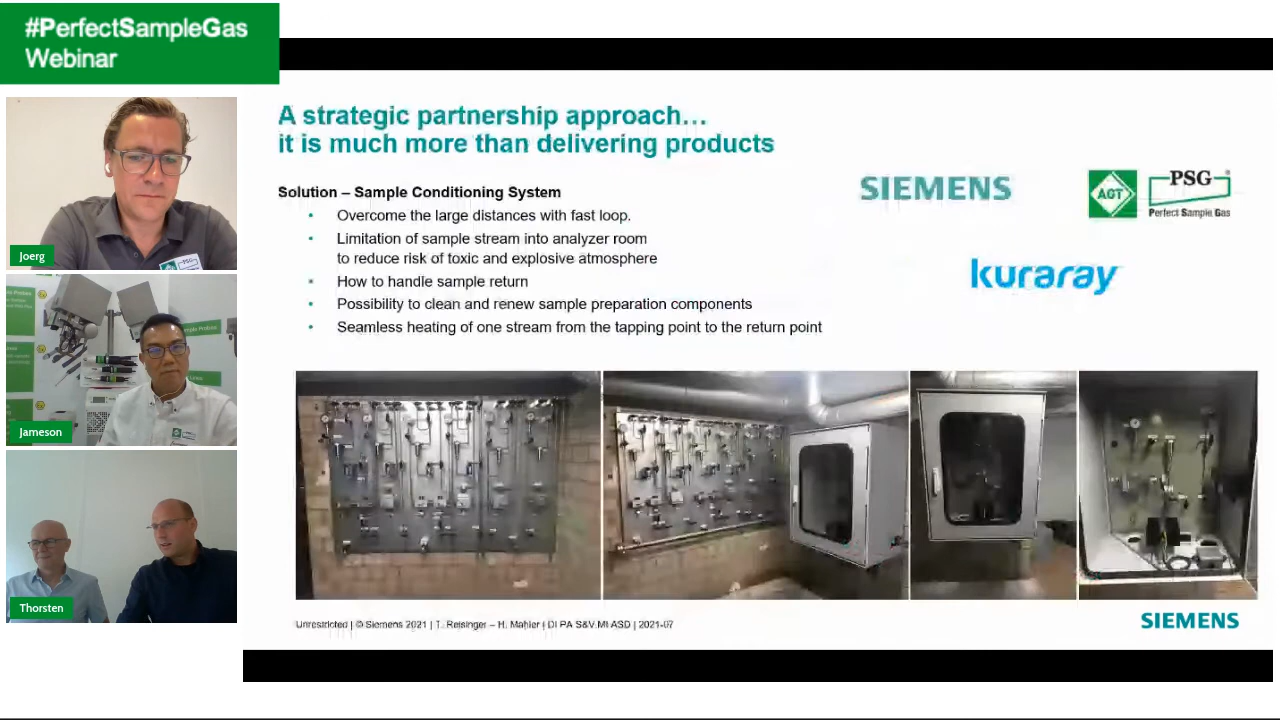 #PerfectSampleGas
Webinar
Joerg
Jameson
Thorsten
A strategic partnership approach…
it is much more than delivering products
Solution – Sample Conditioning System
• Overcome the large distances with fast loop.
• Limitation of sample stream into analyzer room
to reduce risk of toxic and explosive atmosphere
• How to handle sample return
• Possibility to clean and renew sample preparation components
• Seamless heating of one stream from the tapping point to the return point
SIEMENS
AGT
PSG
Perfect Sample Gas
kuraray
Unrestricted | © Siemens 2021 | T. Reisinger – H. Mahler | DI PA S&V.MI ASD | 2021-07
SIEMENS